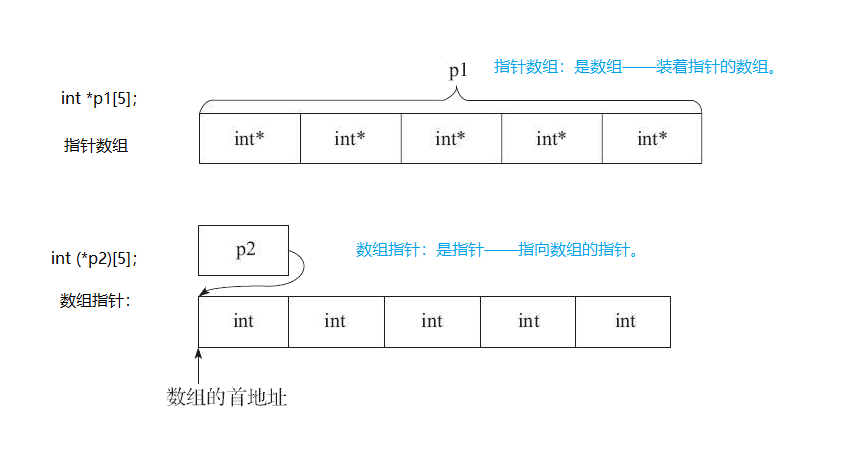 指针数组：是数组——装着指针的数组。
p1
int *p1[5];
int* int* int* int* int*
指针数组
p2
数组指针：是指针——指向数组的指针。
int (*p2)[5];
数组指针：
int int int int int
数组的首地址